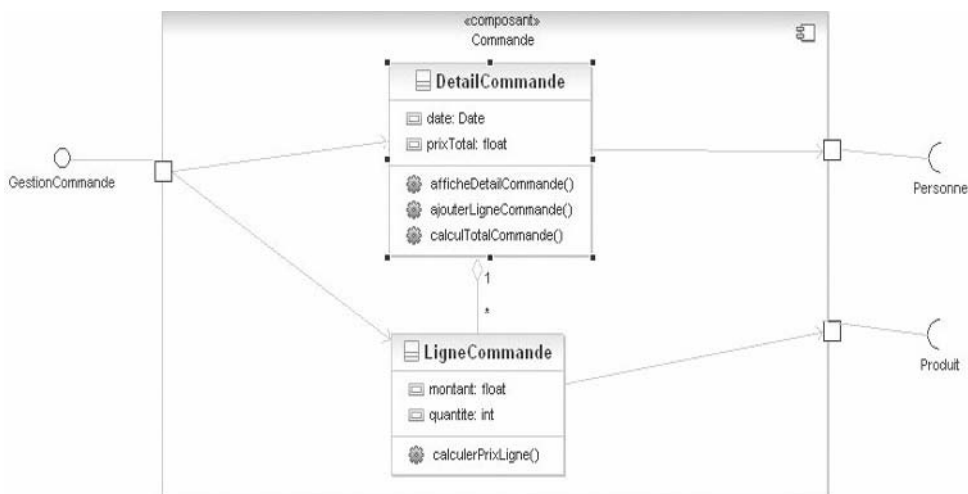 «composant»
Commande
DetailCommande
date: Date
prixTotal: float
afficheDetailCommande()
ajouterLigneCommande()
calculTotalCommande()
GestionCommande
Personne
1
*
LigneCommande
montant: float
quantite: int
calculerPrixLigne()
Produit